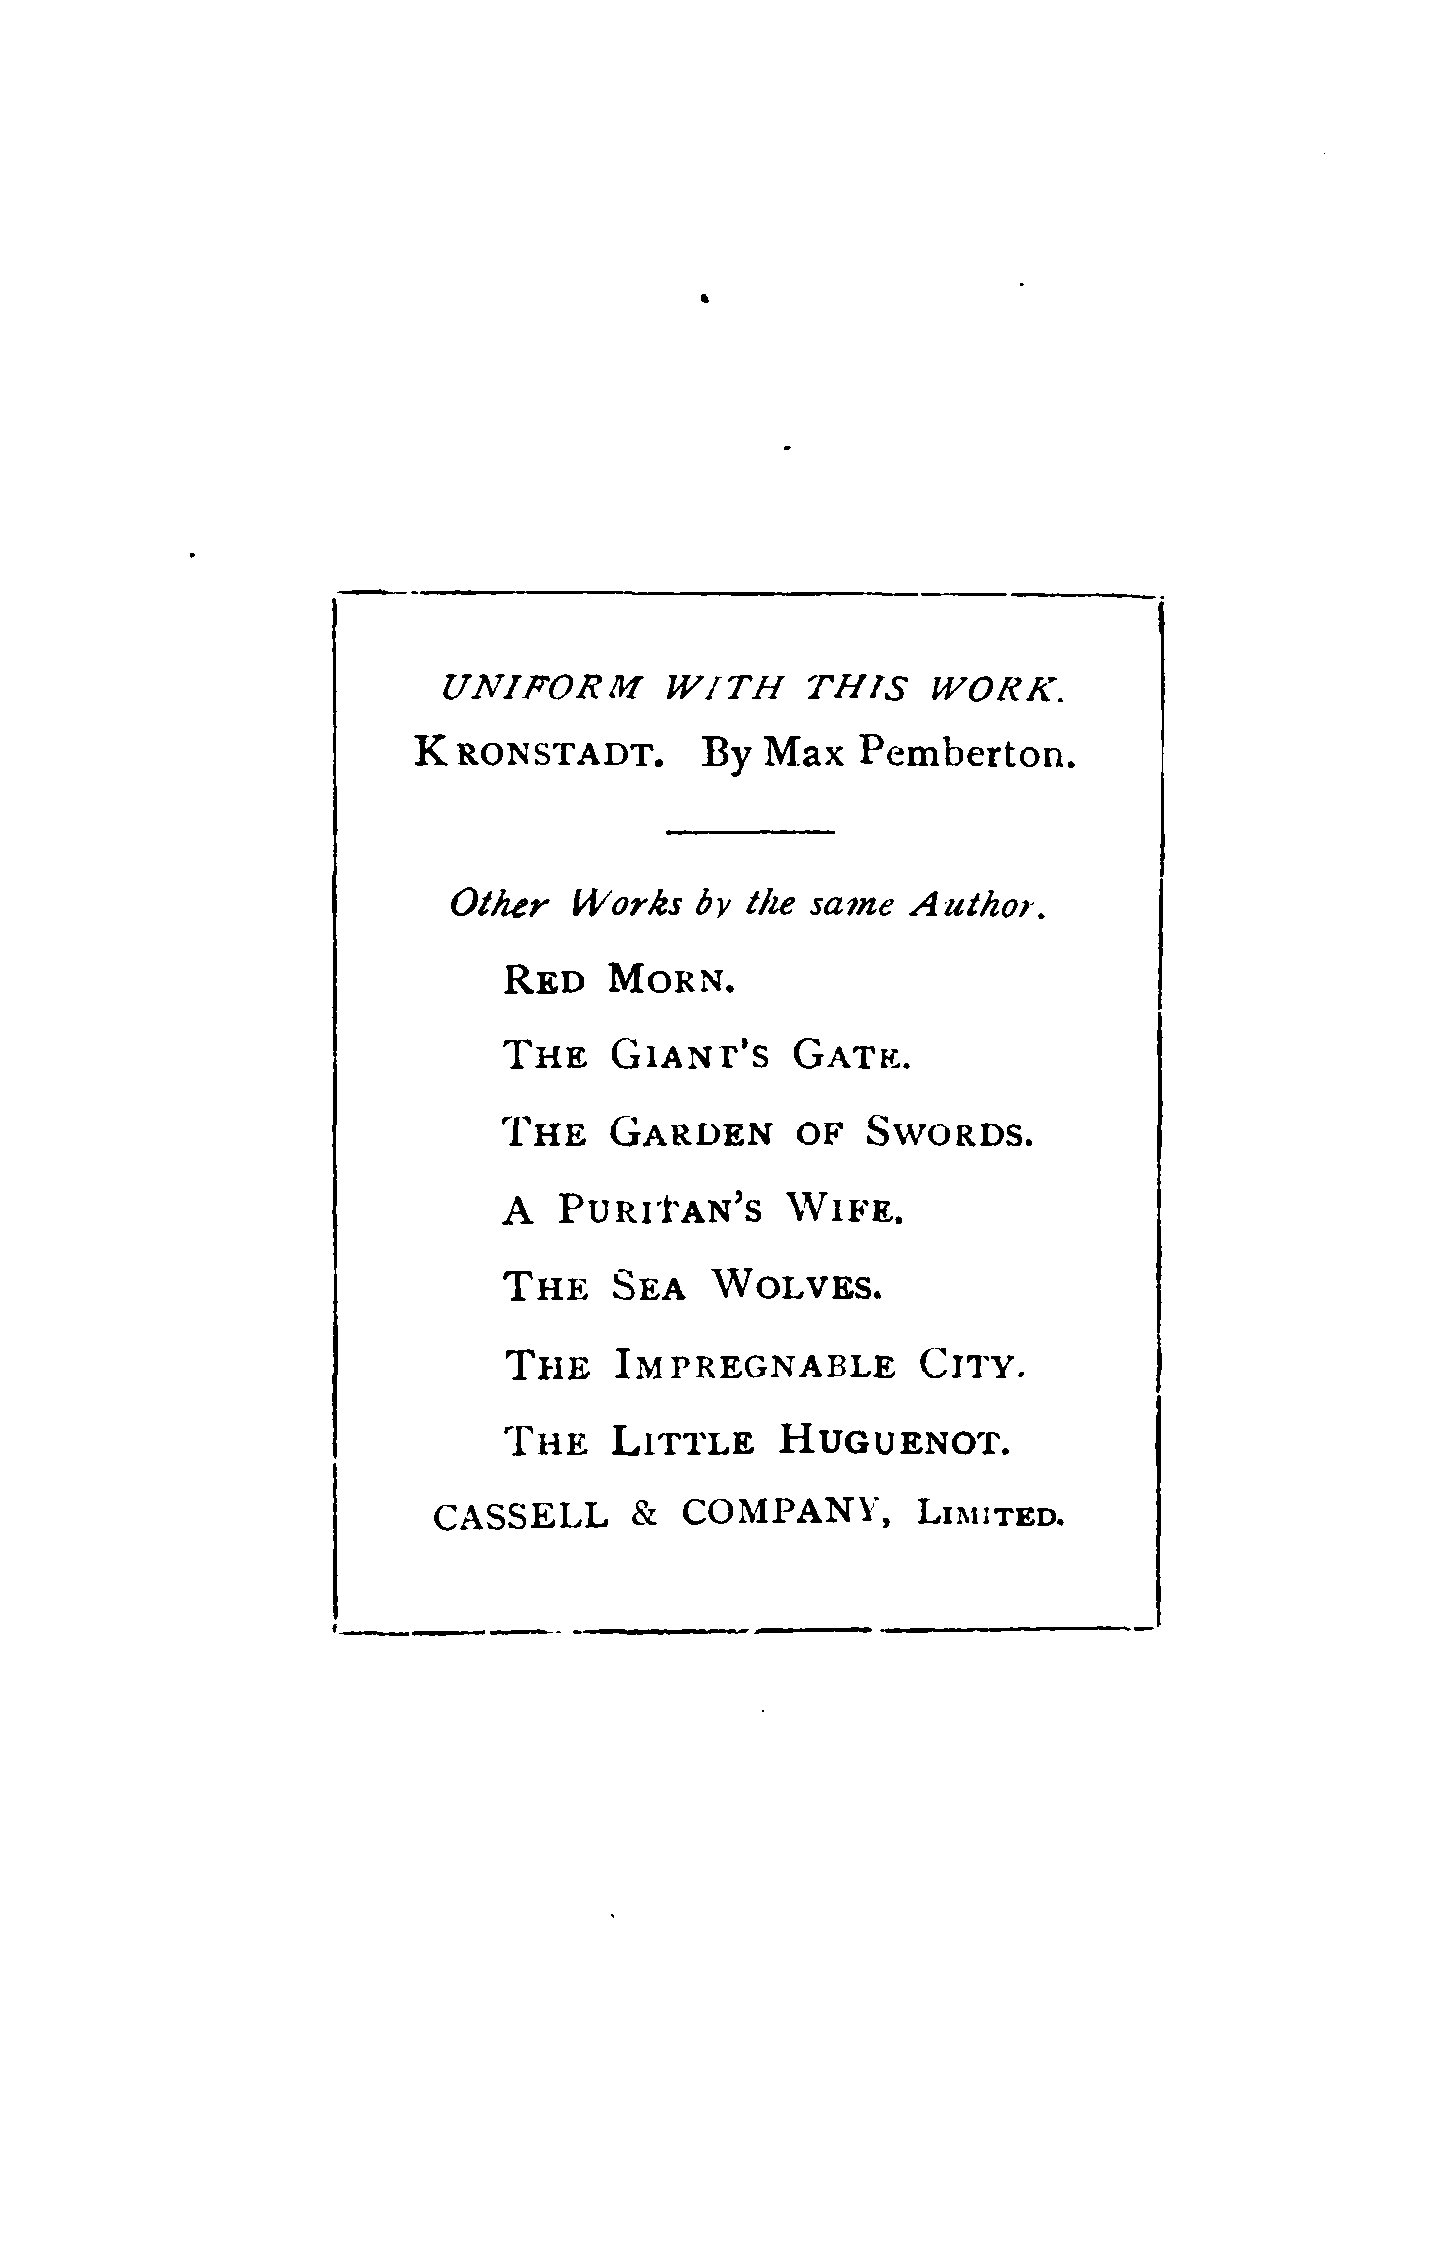 UNIFORM WITH THIS WORK.
KRONSTADT. By Max Pemberton.
Other Works by the same Author.
RED MORN.
THE GIANT'S GATE.
THE GARDEN OF SWORDS.
A PURITAN'S WIFE.
THE SEA WOLVES.
THE IMPREGNABLE CITY.
THE LITTLE HUGUENOT.
CASSELL & COMPANY, LIMITED.